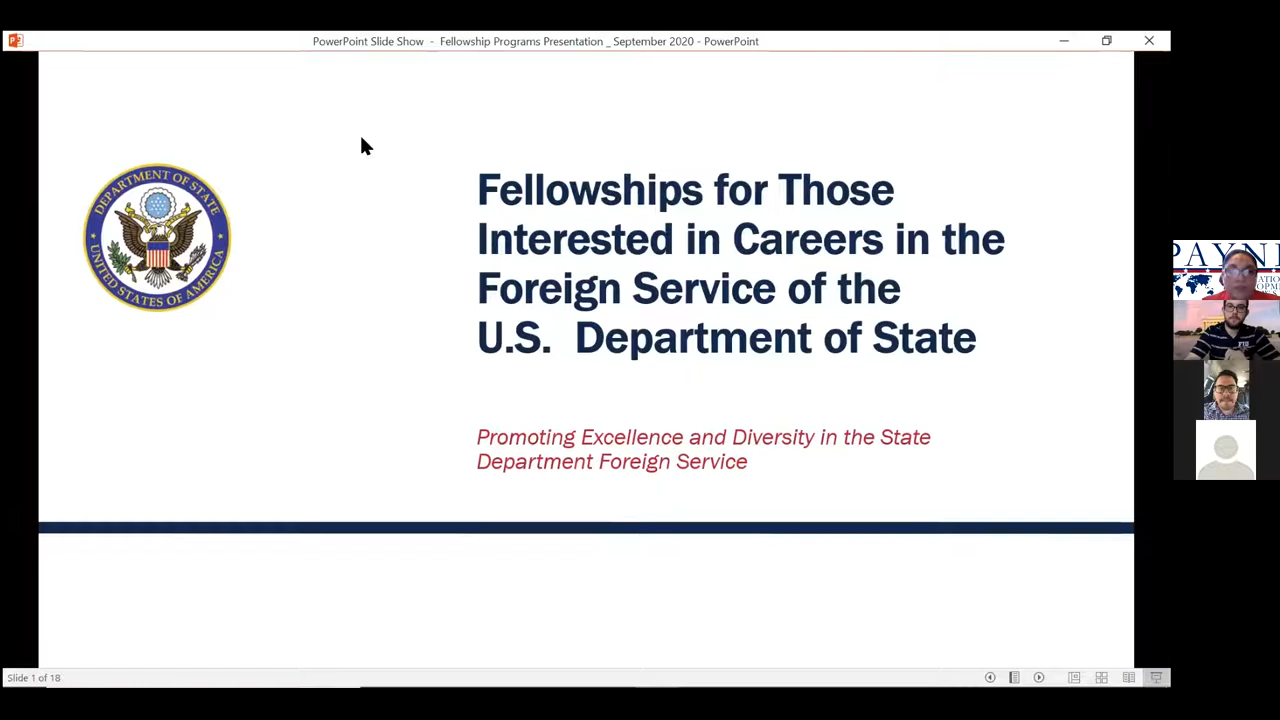 PowerPoint Slide Show - Fellowship Programs Presentation _ September 2020 - PowerPoint
DEPARTMENT OF STATE
UNITED STATES OF AMERICA
Fellowships for Those
Interested in Careers in the
Foreign Service of the
U.S. Department of State
Promoting Excellence and Diversity in the State
Department Foreign Service
PAYNE
FIU
Slide 1 of 18